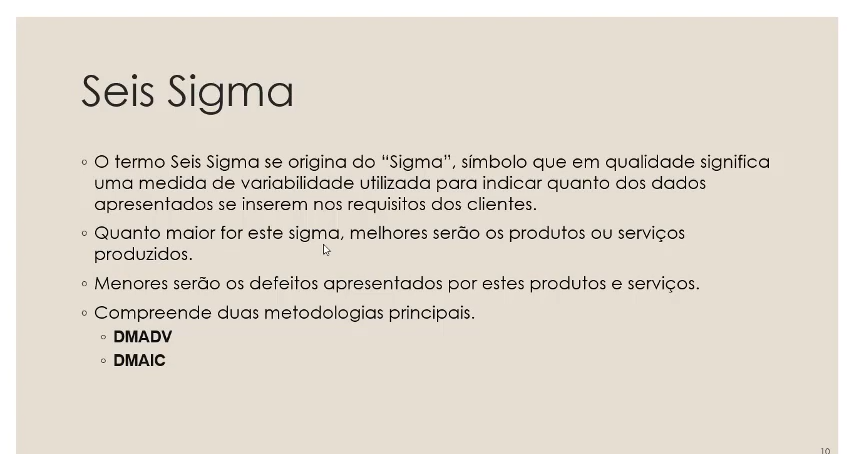 Seis Sigma
◦ O termo Seis Sigma se origina do “Sigma”, símbolo que em qualidade significa
uma medida de variabilidade utilizada para indicar quanto dos dados
apresentados se inserem nos requisitos dos clientes.
◦ Quanto maior for este sigma, melhores serão os produtos ou serviços
produzidos.
◦ Menores serão os defeitos apresentados por estes produtos e serviços.
◦ Compreende duas metodologias principais.
◦ DMADV
◦ DMAIC
10